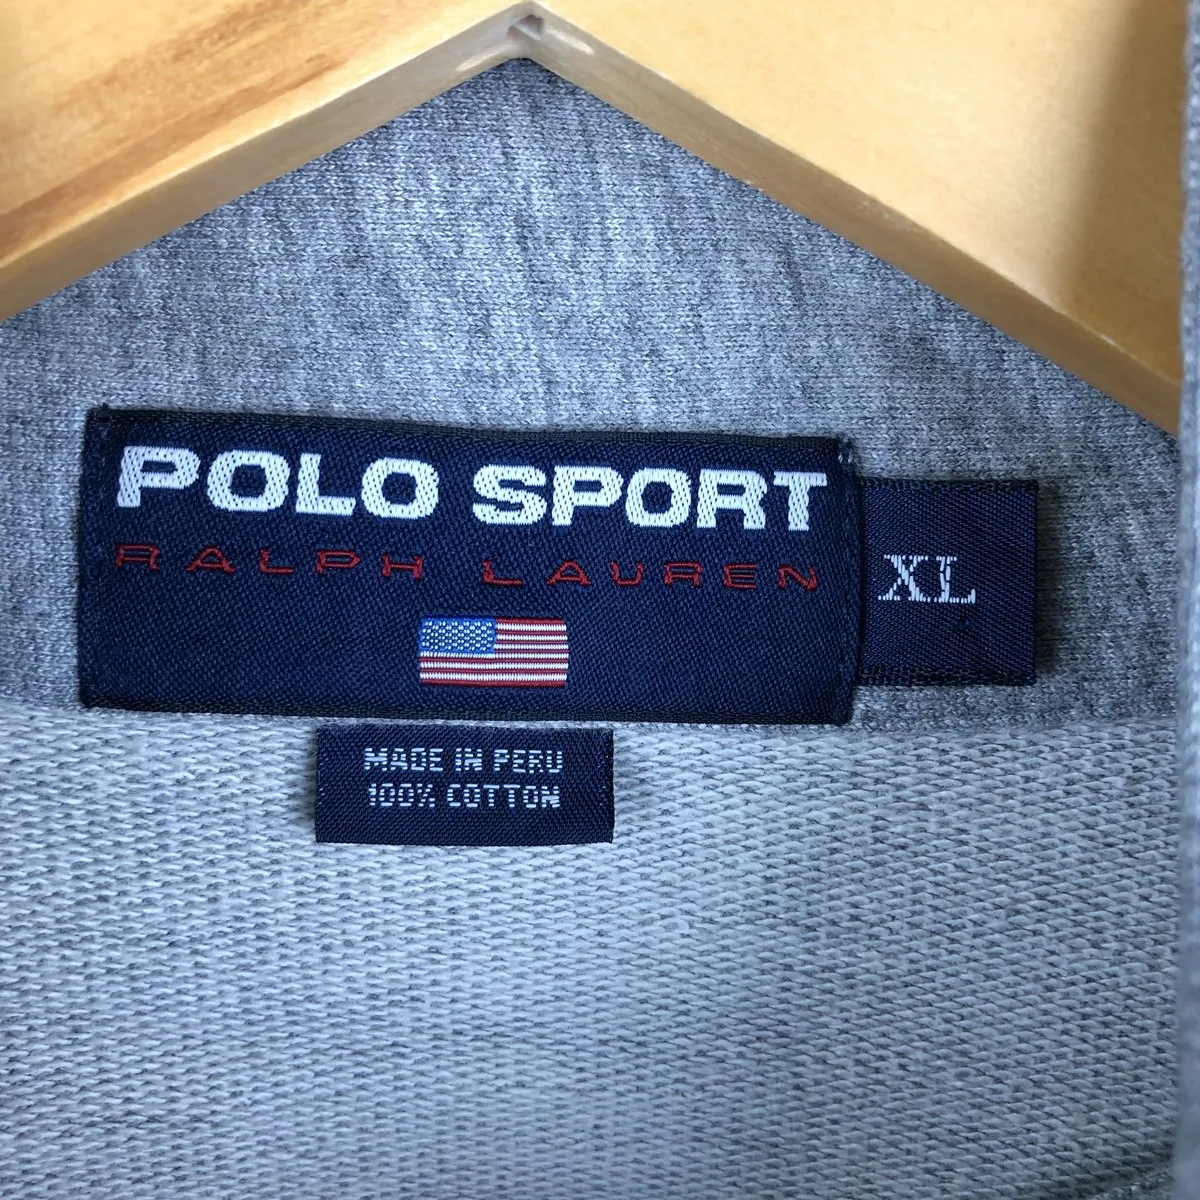 POLO SPORT
RALPH LAUREN
XL
MADE IN PERU
100% COTTON